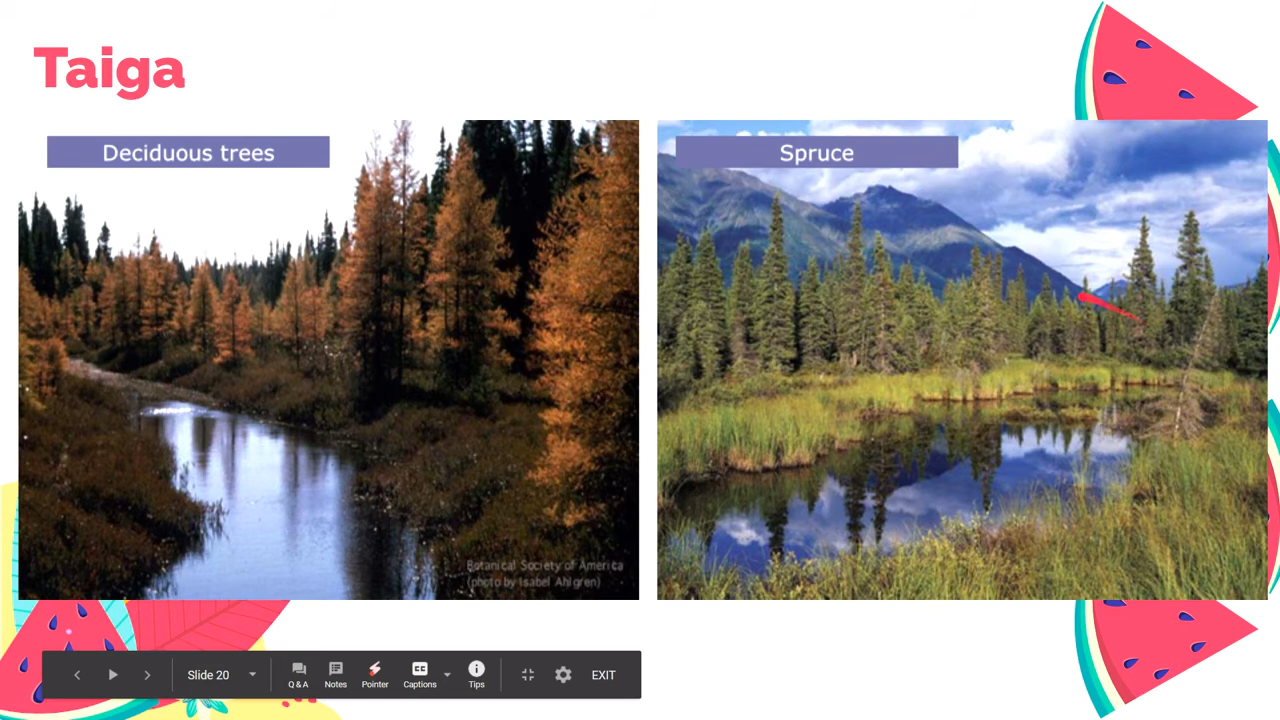 Taiga
Deciduous trees
Spruce
Botanical Society of America
(photo by Isabel Ahlgren)
Slide 20
Q & A
Notes
Pointer
CC
Captions
Tips
EXIT